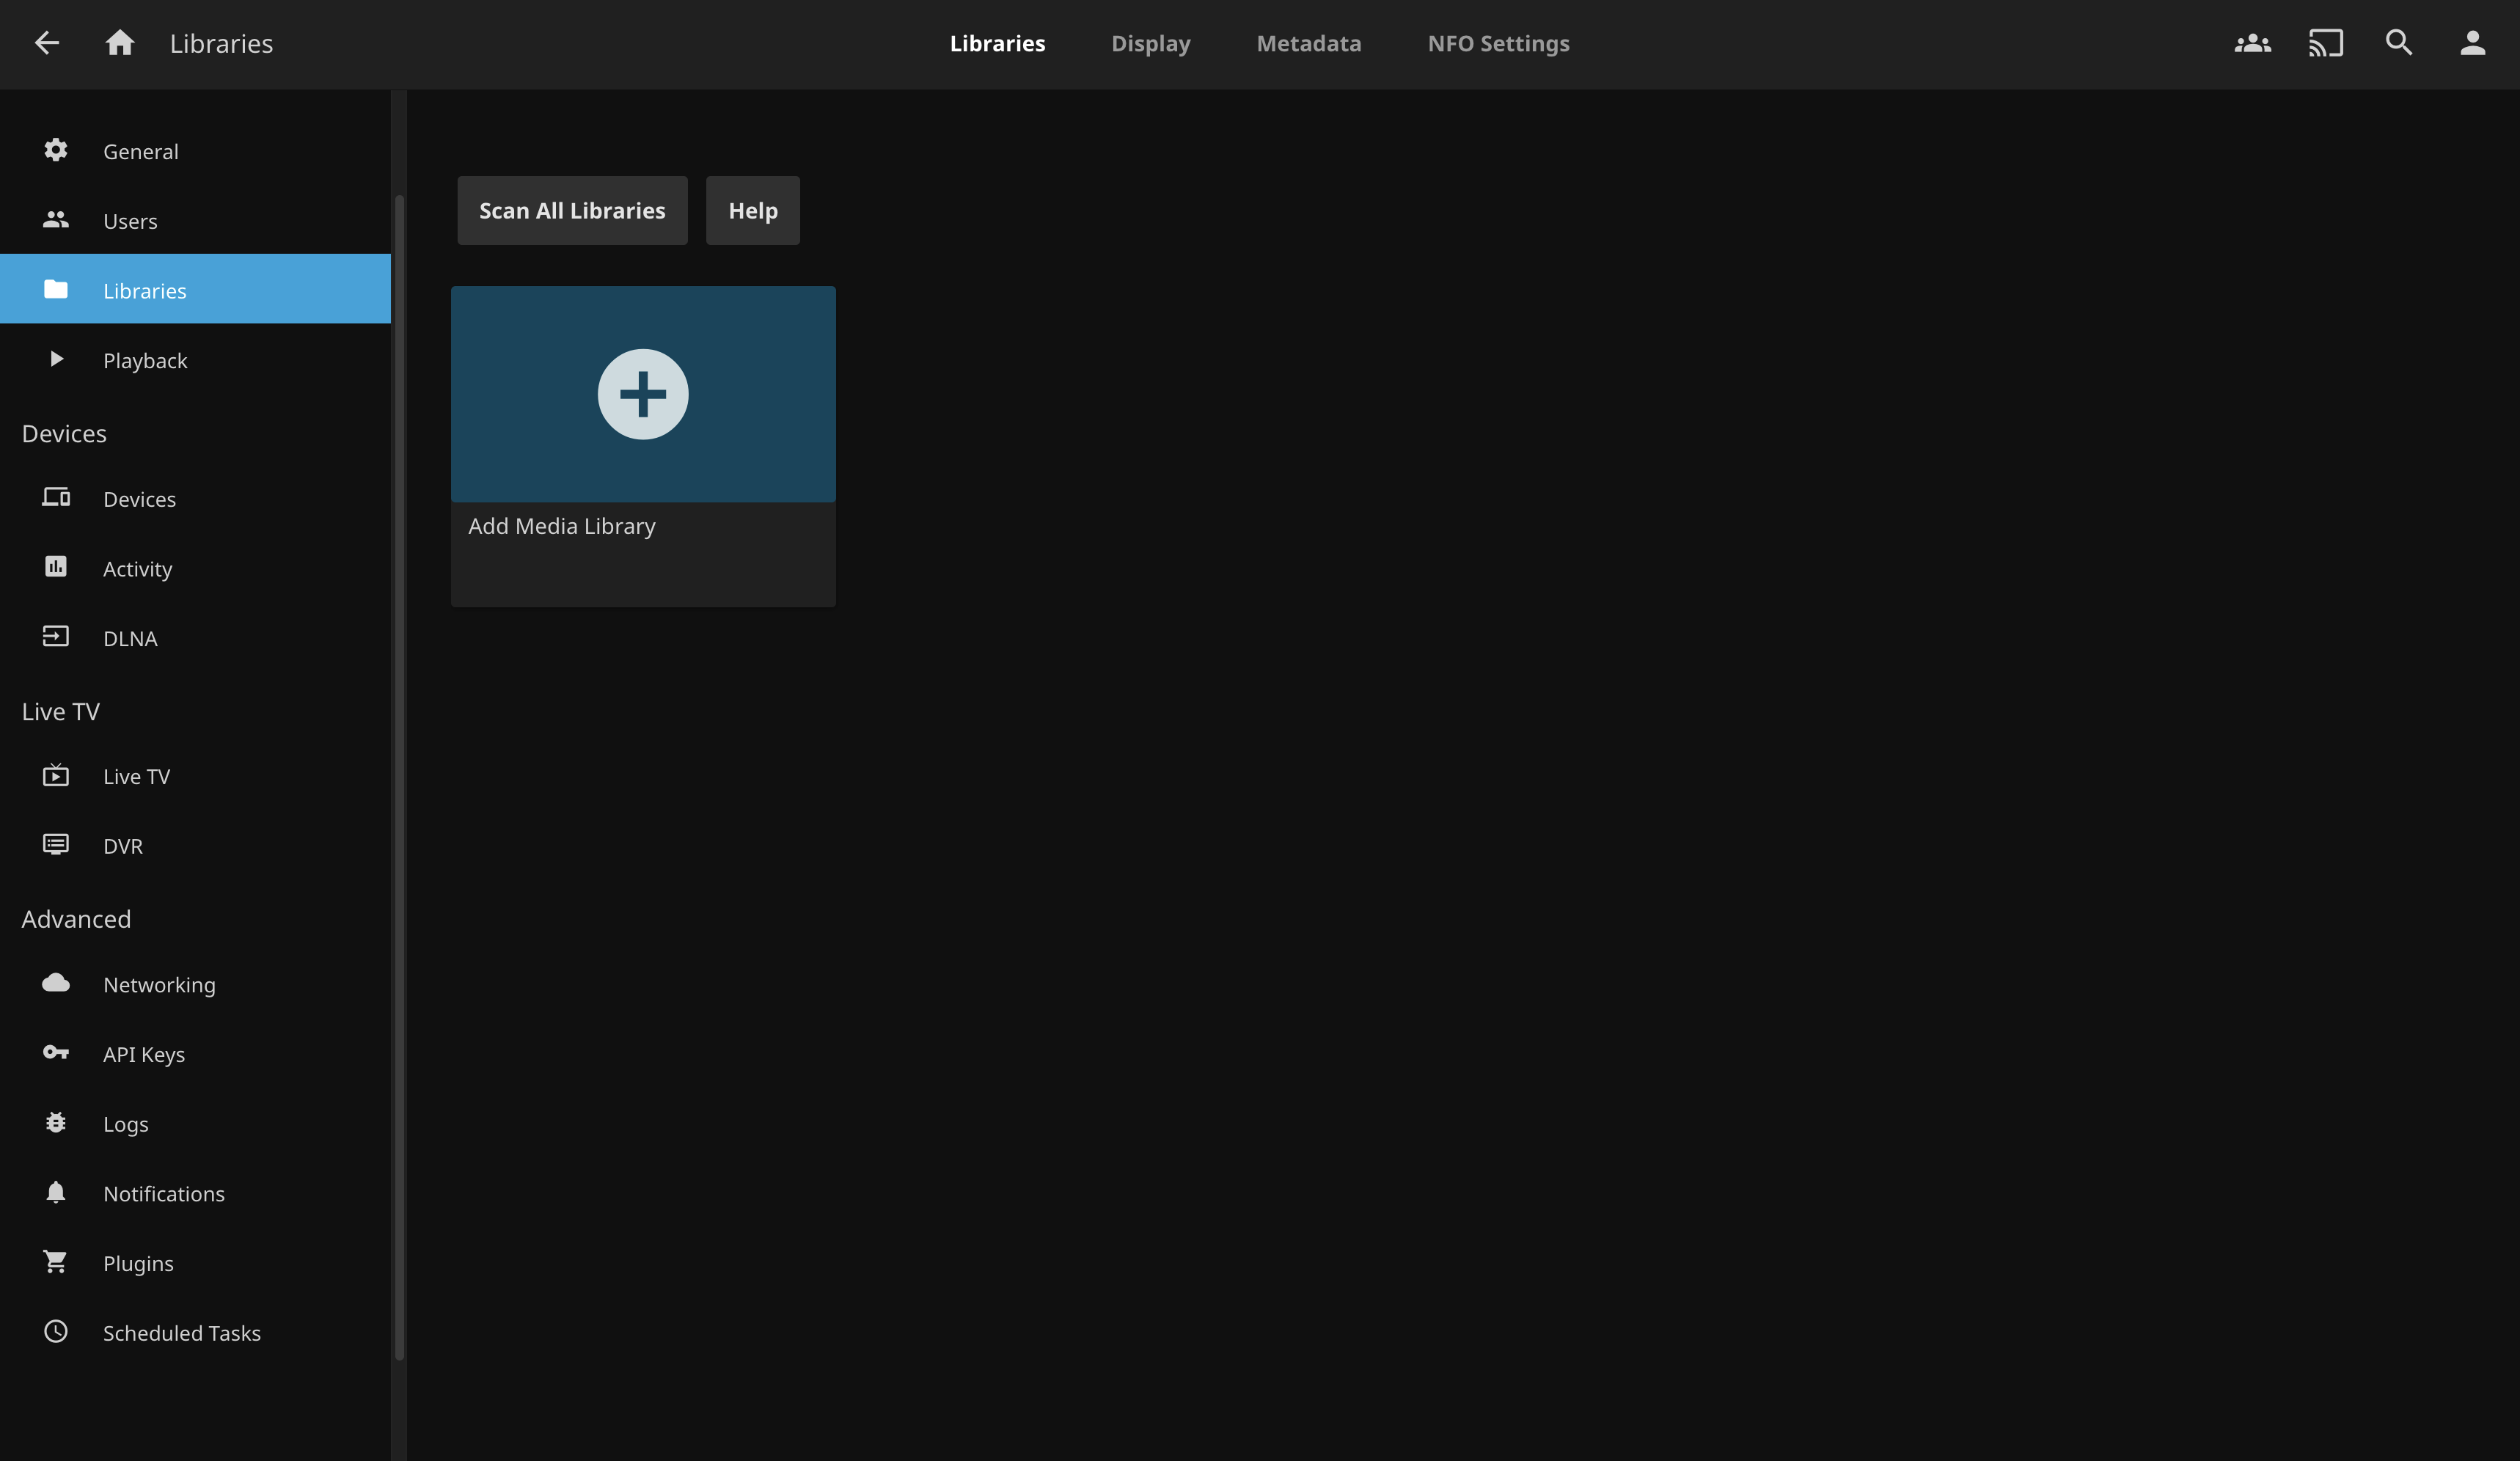 Libraries
Libraries Display Metadata NFO Settings
General
Users
Libraries
Playback
Devices
Devices
Activity
DLNA
Live TV
Live TV
DVR
Advanced
Networking
API Keys
Logs
Notifications
Plugins
Scheduled Tasks
Scan All Libraries Help
Add Media Library